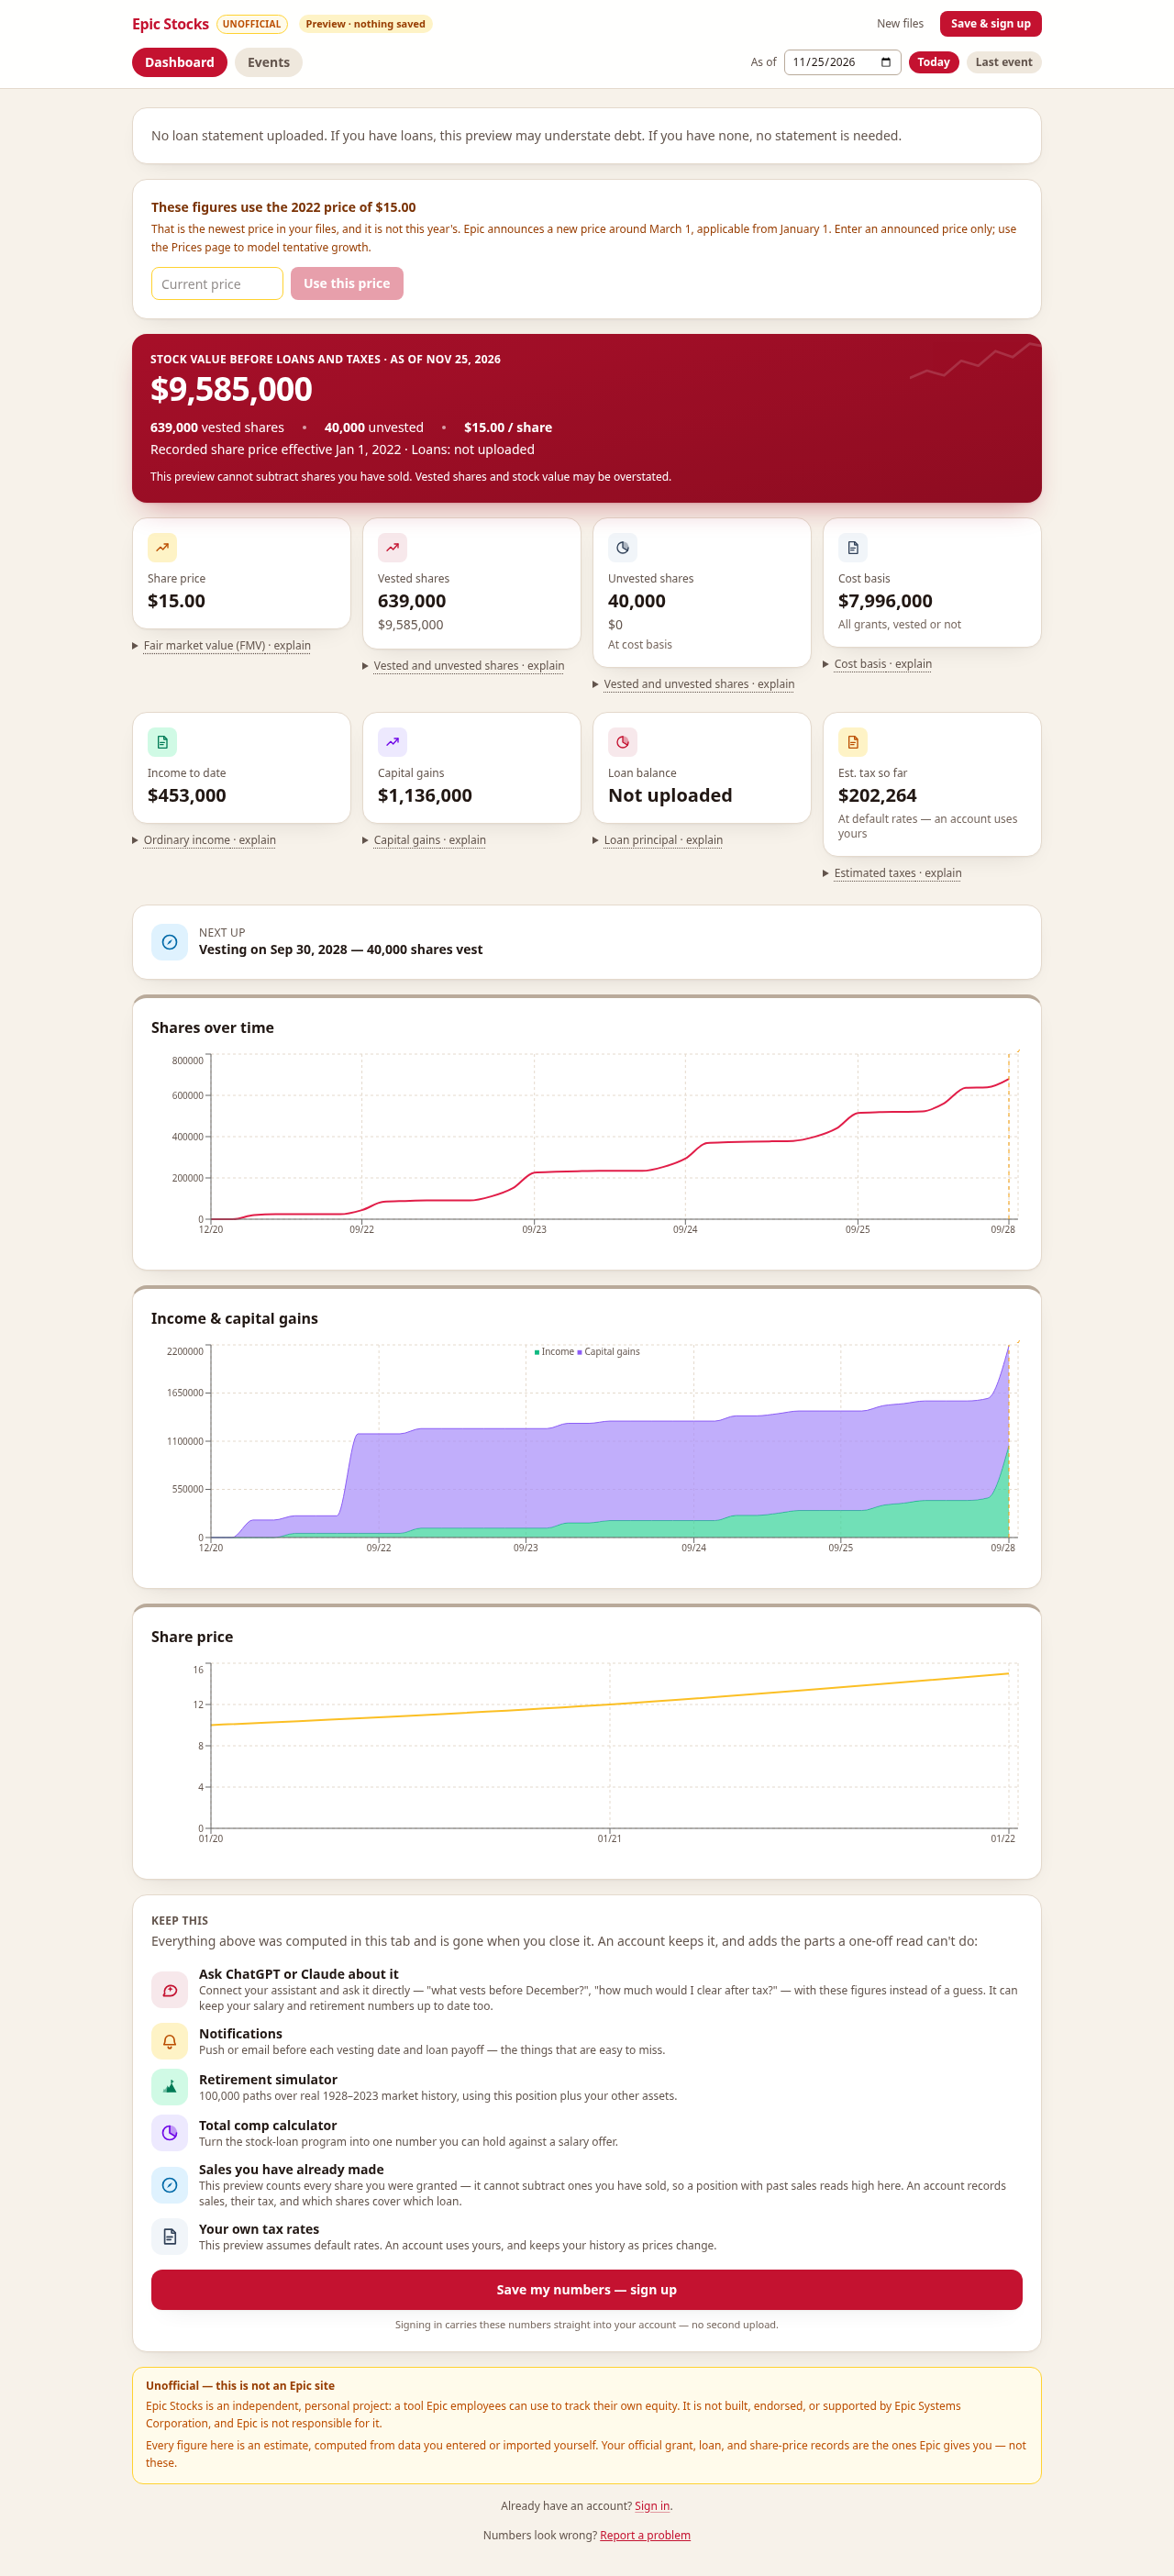 Epic Stocks
UNOFFICIAL
Preview · nothing saved
New files
Save & sign up
Dashboard
Events
As of
11/25/2026
Today
Last event
No loan statement uploaded. If you have loans, this preview may understate debt. If you have none, no statement is needed.
These figures use the 2022 price of $15.00
That is the newest price in your files, and it is not this year's. Epic announces a new price around March 1, applicable from January 1. Enter an announced price only; use
the Prices page to model tentative growth.
Current price
Use this price
STOCK VALUE BEFORE LOANS AND TAXES · AS OF NOV 25, 2026
$9,585,000
639,000 vested shares • 40,000 unvested • $15.00 / share
Recorded share price effective Jan 1, 2022 · Loans: not uploaded
This preview cannot subtract shares you have sold. Vested shares and stock value may be overstated.
Share price
$15.00
Fair market value (FMV) · explain
Vested shares
639,000
$9,585,000
Vested and unvested shares · explain
Unvested shares
40,000
$0
At cost basis
Vested and unvested shares · explain
Cost basis
$7,996,000
All grants, vested or not
Cost basis · explain
Income to date
$453,000
Ordinary income · explain
Capital gains
$1,136,000
Capital gains · explain
Loan balance
Not uploaded
Loan principal · explain
Est. tax so far
$202,264
At default rates — an account uses
yours
Estimated taxes · explain
NEXT UP
Vesting on Sep 30, 2028 — 40,000 shares vest
Shares over time
800000
600000
400000
200000
0
12/20 09/22 09/23 09/24 09/25 09/28
Income & capital gains
Income Capital gains
2200000
1650000
1100000
550000
0
12/20 09/22 09/23 09/24 09/25 09/28
Share price
16
12
8
4
0
01/20 01/21 01/22
KEEP THIS
Everything above was computed in this tab and is gone when you close it. An account keeps it, and adds the parts a one-off read can't do:
Ask ChatGPT or Claude about it
Connect your assistant and ask it directly — "what vests before December?", "how much would I clear after tax?" — with these figures instead of a guess. It can
keep your salary and retirement numbers up to date too.
Notifications
Push or email before each vesting date and loan payoff — the things that are easy to miss.
Retirement simulator
100,000 paths over real 1928–2023 market history, using this position plus your other assets.
Total comp calculator
Turn the stock-loan program into one number you can hold against a salary offer.
Sales you have already made
This preview counts every share you were granted — it cannot subtract ones you have sold, so a position with past sales reads high here. An account records
sales, their tax, and which shares cover which loan.
Your own tax rates
This preview assumes default rates. An account uses yours, and keeps your history as prices change.
Save my numbers — sign up
Signing in carries these numbers straight into your account — no second upload.
Unofficial — this is not an Epic site
Epic Stocks is an independent, personal project: a tool Epic employees can use to track their own equity. It is not built, endorsed, or supported by Epic Systems
Corporation, and Epic is not responsible for it.
Every figure here is an estimate, computed from data you entered or imported yourself. Your official grant, loan, and share-price records are the ones Epic gives you — not
these.
Already have an account? Sign in.
Numbers look wrong? Report a problem